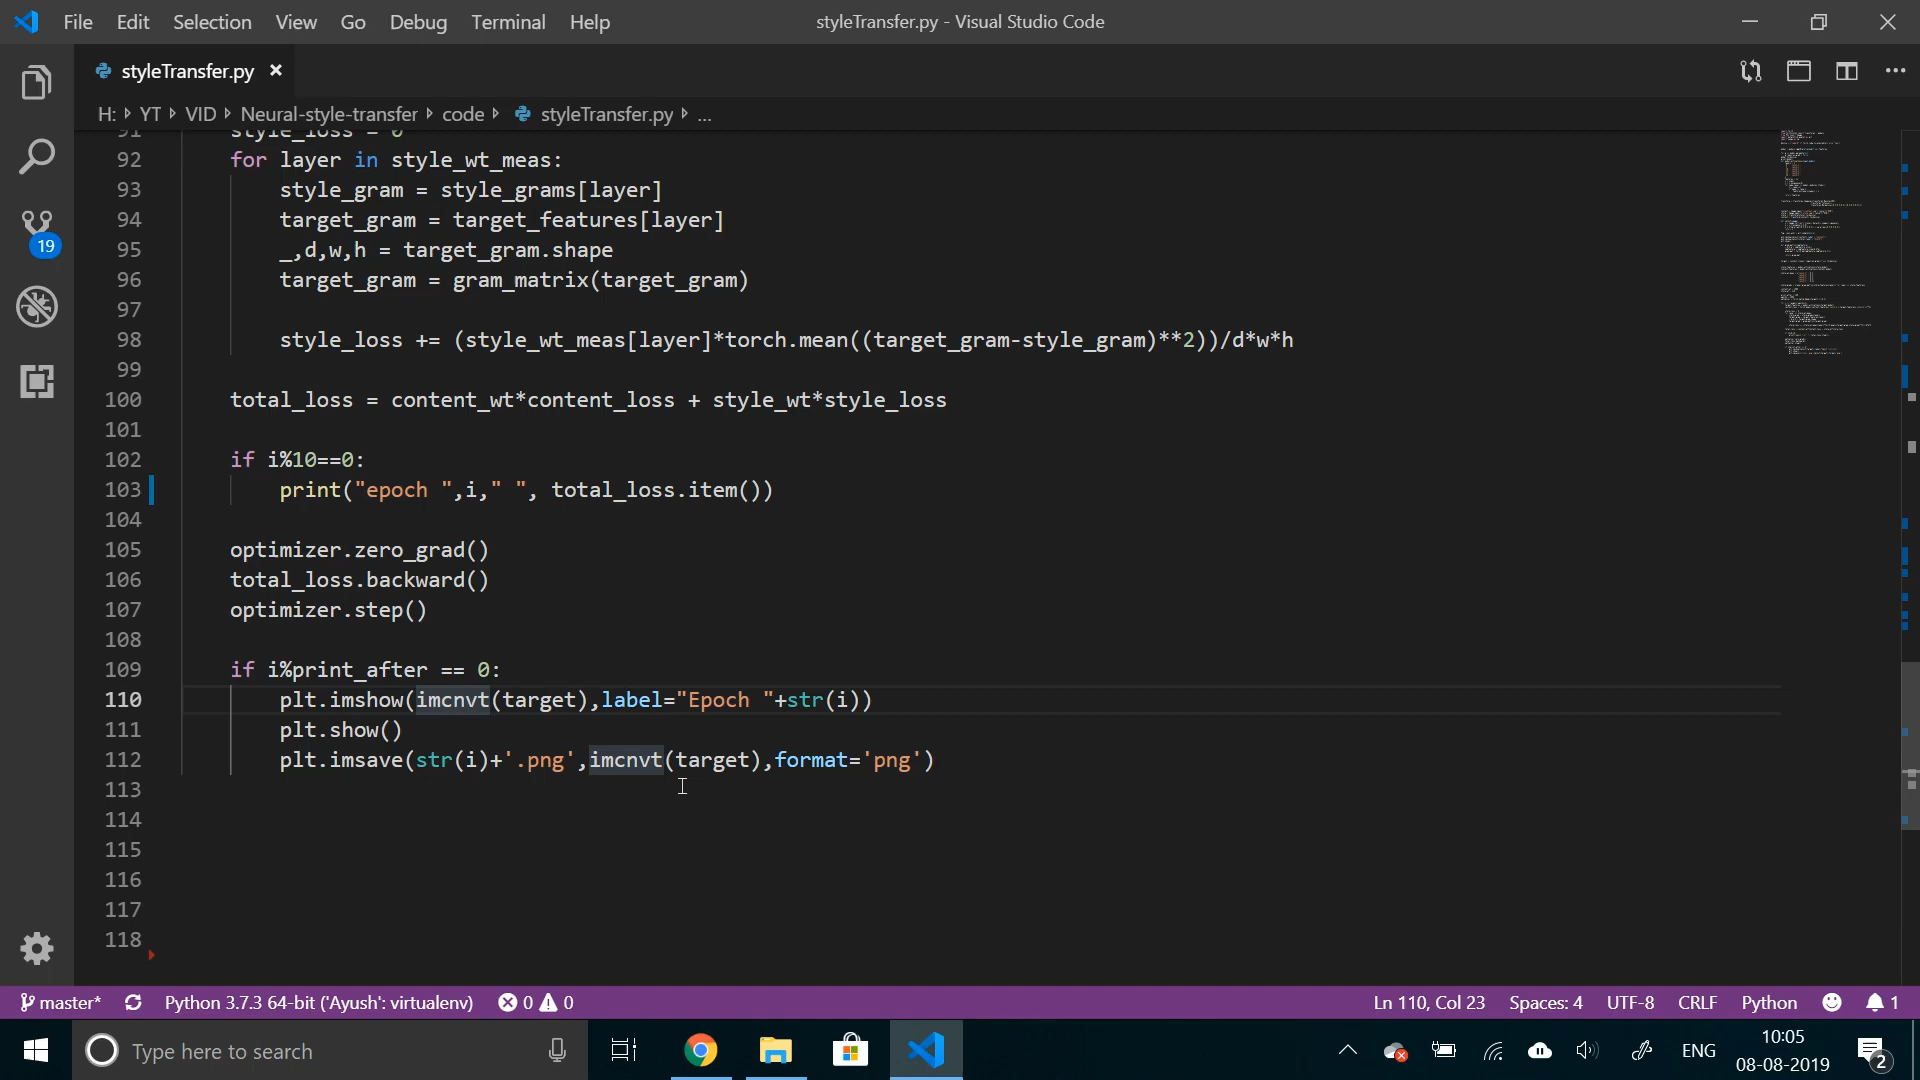 File Edit Selection View Go Debug Terminal Help
styleTransfer.py - Visual Studio Code
styleTransfer.py ×
H: YT VID Neural-style-transfer code styleTransfer.py ...
91 style_loss = 0
92 for layer in style_wt_meas:
93 style_gram = style_grams[layer]
94 target_gram = target_features[layer]
95 _,d,w,h = target_gram.shape
96 target_gram = gram_matrix(target_gram)
97
98 style_loss += (style_wt_meas[layer]*torch.mean((target_gram-style_gram)**2))/d*w*h
99
100 total_loss = content_wt*content_loss + style_wt*style_loss
101
102 if i%10==0:
103 print("epoch ",i," ", total_loss.item())
104
105 optimizer.zero_grad()
106 total_loss.backward()
107 optimizer.step()
108
109 if i%print_after == 0:
110 plt.imshow(imcnvt(target),label="Epoch "+str(i))
111 plt.show()
112 plt.imsave(str(i)+'.png',imcnvt(target),format='png')
113
114
115
116
117
118
19
master* Python 3.7.3 64-bit ('Ayush': virtualenv) 0 0
Ln 110, Col 23 Spaces: 4 UTF-8 CRLF Python 1
Type here to search
ENG
10:05
08-08-2019
2